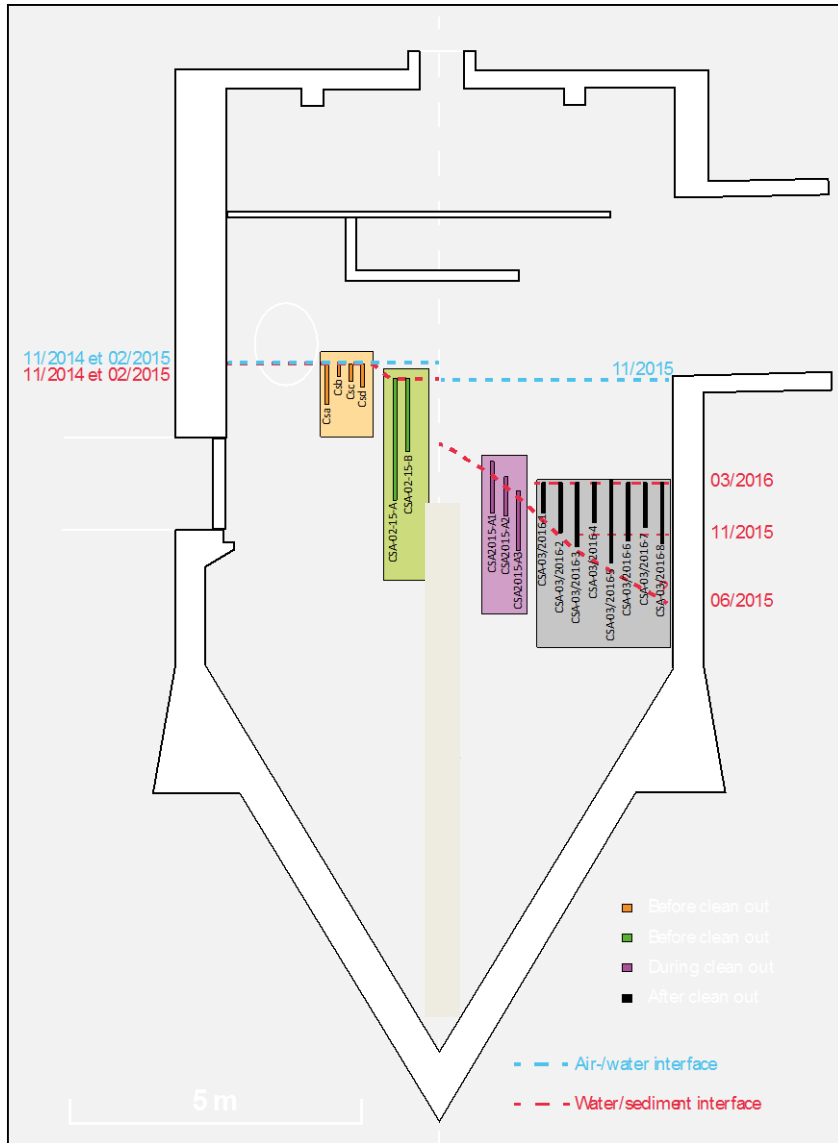 11/2014 et 02/2015
11/2014 et 02/2015
11/2015
Csa
Csb
Csc
Csd
CSA-02-15-A
CSA-02-15-B
CSA2015-A1
CSA2015-A2
CSA2015-A3
CSA-03/2016-1
CSA-03/2016-2
CSA-03/2016-3
CSA-03/2016-4
CSA-03/2016-5
CSA-03/2016-6
CSA-03/2016-7
CSA-03/2016-8
03/2016
11/2015
06/2015
Before clean out
Before clean out
During clean out
After clean out
Air-/water interface
Water/sediment interface
5 m